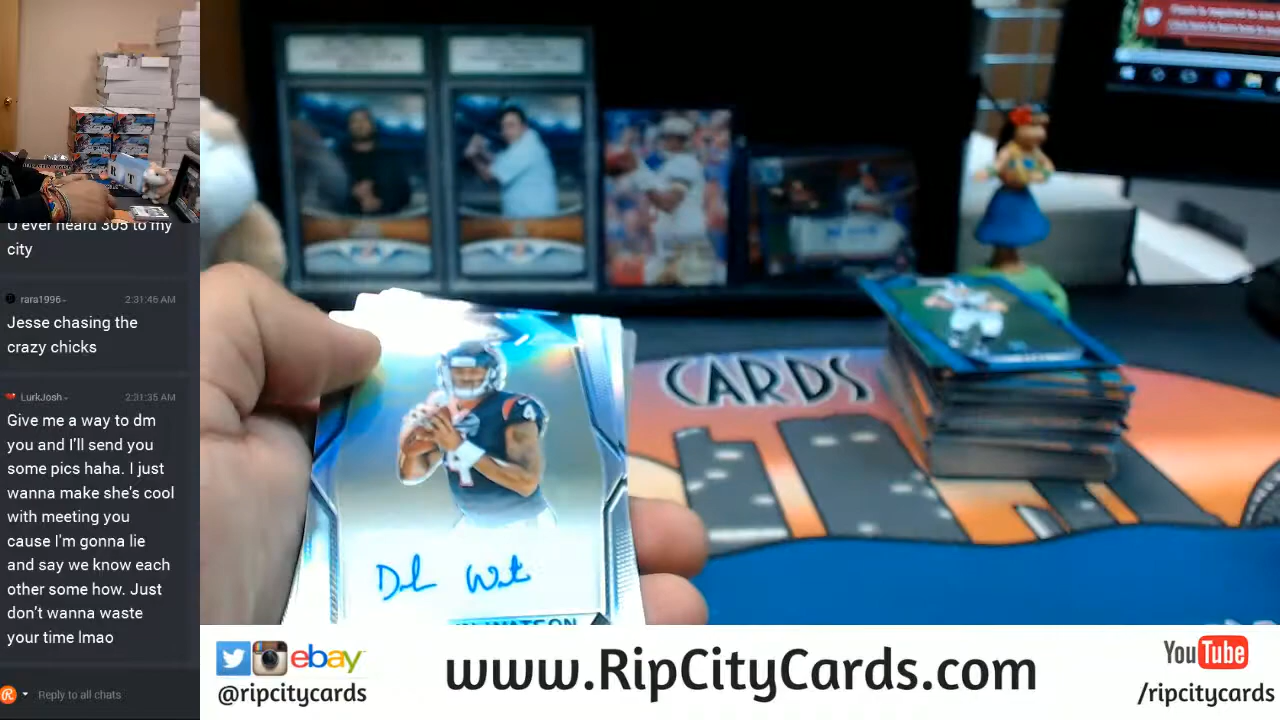 U ever heard 305 to my
city
rara1996
2:31:46 AM
Jesse chasing the
crazy chicks
LurkJosh
2:31:35 AM
Give me a way to dm
you and I'll send you
some pics haha. I just
wanna make she's cool
with meeting you
cause I'm gonna lie
and say we know each
other some how. Just
don't wanna waste
your time lmao
Reply to all chats
CARDS
4
4
WATSON
ebay
@ripcitycards
www.RipCityCards.com
YouTube
/ripcitycards